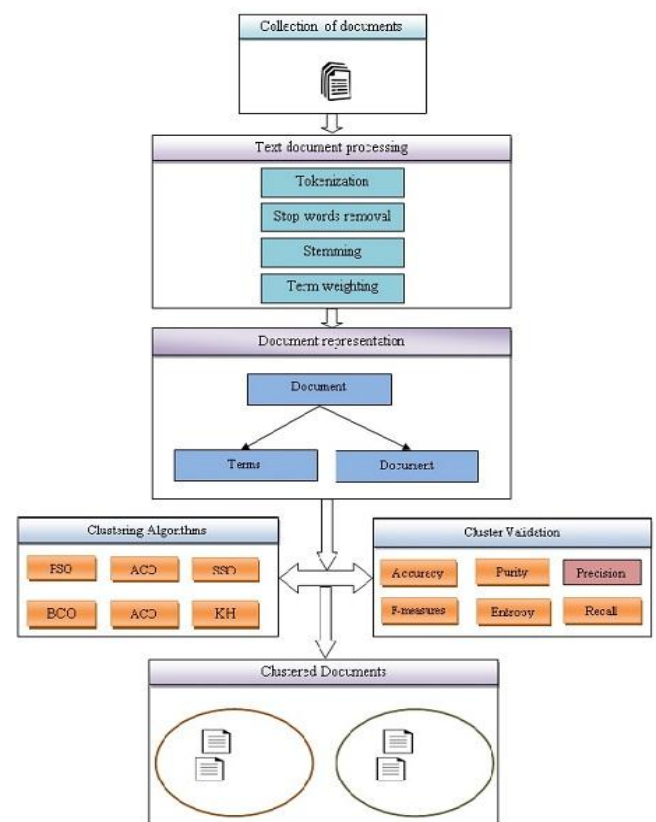 Collection of documents
Text document processing
Tokenization
Stop words removal
Stemming
Term weighting
Document representation
Document
Terms
Document
Clustering Algorithms
PSO ACO SSO
BCO ACO KH
Cluster Validation
Accuracy Purity Precision
F-measures Entropy Recall
Clustered Documents